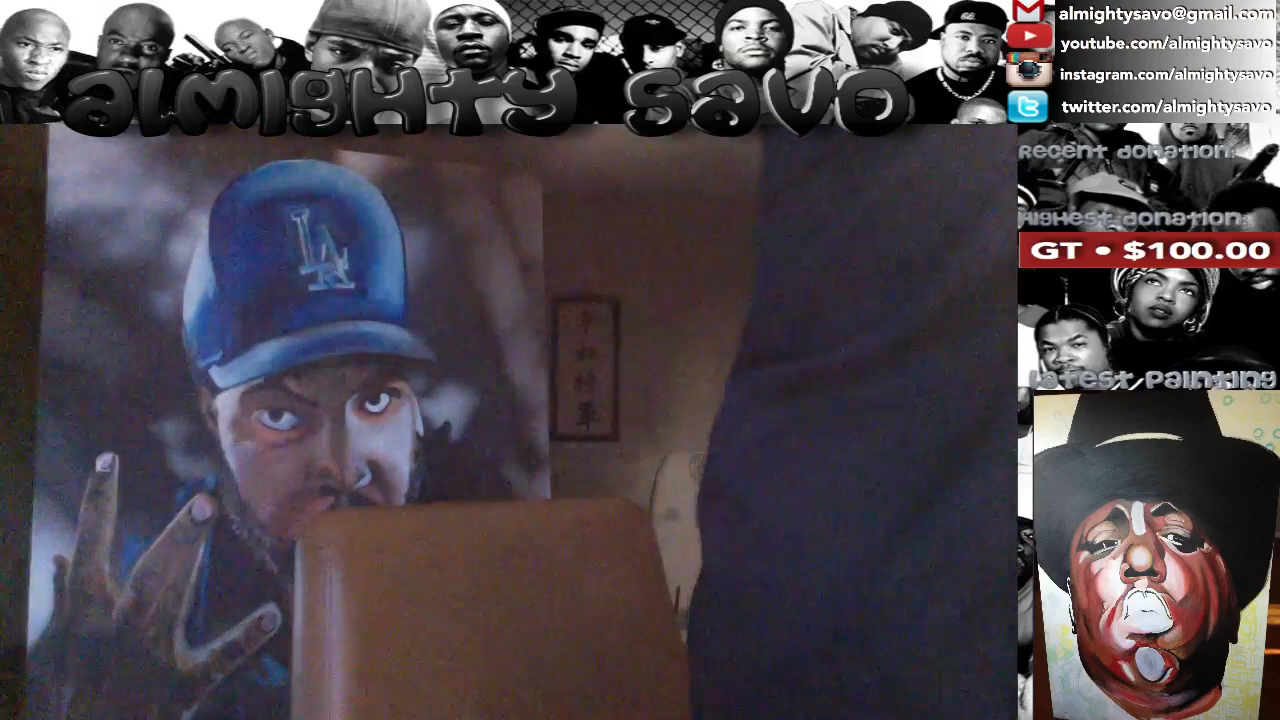 almighty savo
almightysavo@gmail.com
youtube.com/almightysavo
instagram.com/almightysavo
twitter.com/almightysavo
Recent donation:
Highest donation:
GT • $100.00
latest painting
LA